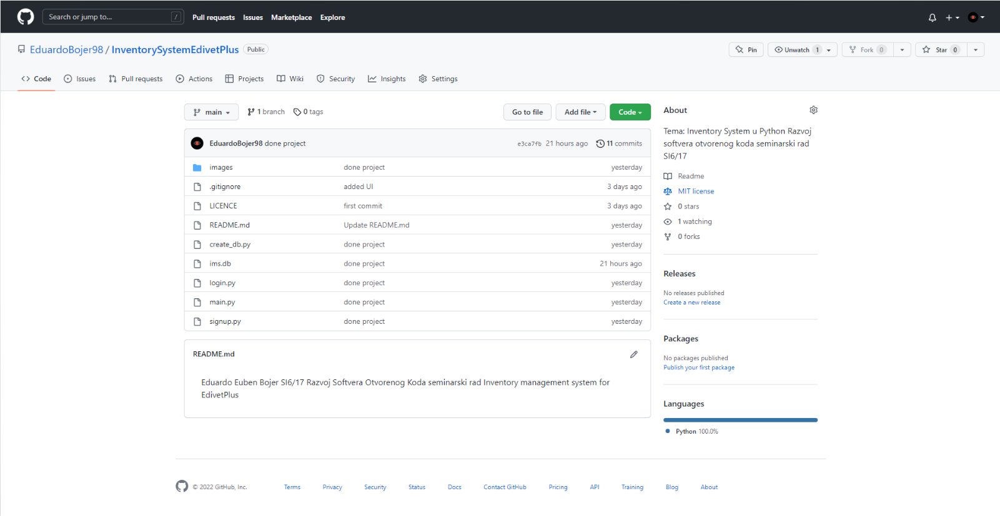 Search or jump to... /
Pull requests Issues Marketplace Explore
EduardoBojer98 / InventorySystemEdivetPlus Public
Pin Unwatch 1 Fork 0 Star 0
Code Issues Pull requests Actions Projects Wiki Security Insights Settings
main 1 branch 0 tags Go to file Add file Code
EduardoBojer98 done project e3ca7fb 21 hours ago 11 commits
images done project yesterday
.gitignore added UI 3 days ago
LICENCE first commit 3 days ago
README.md Update README.md yesterday
create_db.py done project yesterday
ims.db done project 21 hours ago
login.py done project yesterday
main.py done project yesterday
signup.py done project yesterday
README.md
Eduardo Euben Bojer SI6/17 Razvoj Softvera Otvorenog Koda seminarski rad Inventory management system for
EdivetPlus
About
Tema: Inventory System u Python Razvoj
softvera otvorenog koda seminarski rad
SI6/17
Readme
MIT license
0 stars
1 watching
0 forks
Releases
No releases published
Create a new release
Packages
No packages published
Publish your first package
Languages
Python 100.0%
© 2022 GitHub, Inc. Terms Privacy Security Status Docs Contact GitHub Pricing API Training Blog About